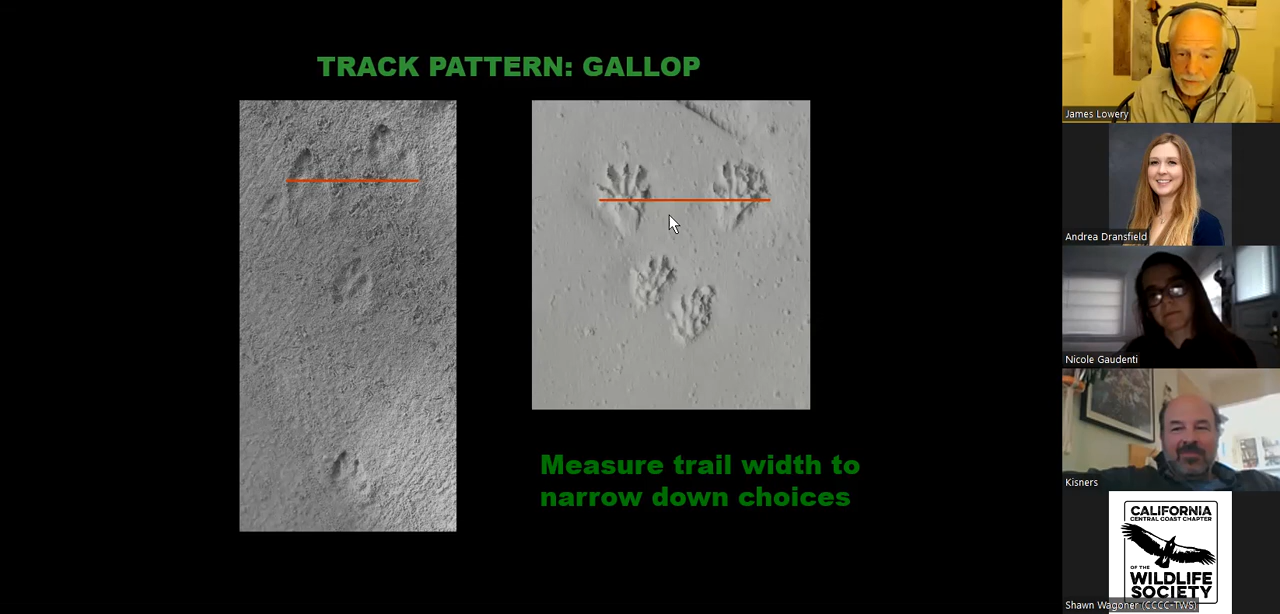 TRACK PATTERN: GALLOP
Measure trail width to
narrow down choices
James Lowery
Andrea Dransfield
Nicole Gaudenti
Kisners
CALIFORNIA
CENTRAL COAST CHAPTER
OF THE
WILDLIFE
SOCIETY
Shawn Wagoner (CCCC-TWS)